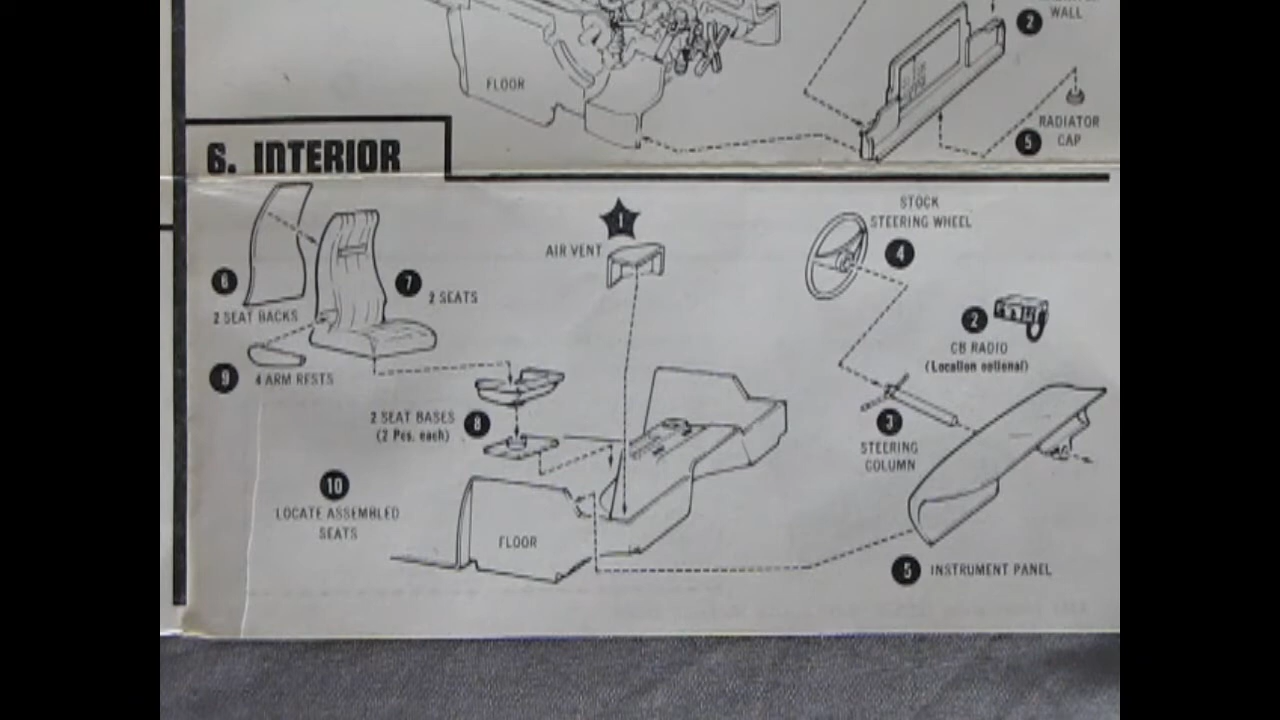 FLOOR
WALL
2
RADIATOR
CAP
5
6. INTERIOR
1
AIR VENT
STOCK
STEERING WHEEL
4
6
2 SEAT BACKS
7
2 SEATS
9
4 ARM RESTS
2
CB RADIO
(Location optional)
2 SEAT BASES
(2 Pcs. each)
8
3
STEERING
COLUMN
10
LOCATE ASSEMBLED
SEATS
FLOOR
5
INSTRUMENT PANEL